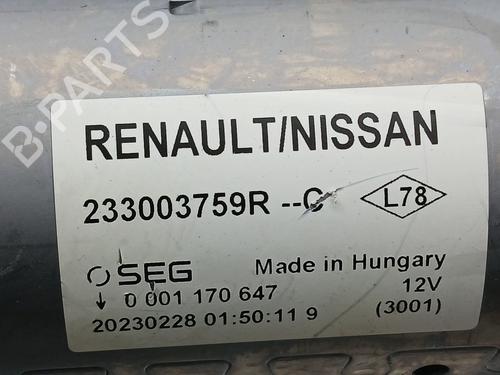 B-PARTS
RENAULT/NISSAN
233003759R --C
L78
SEG Made in Hungary
0 001 170 647 12V
20230228 01:50:11 9 (3001)